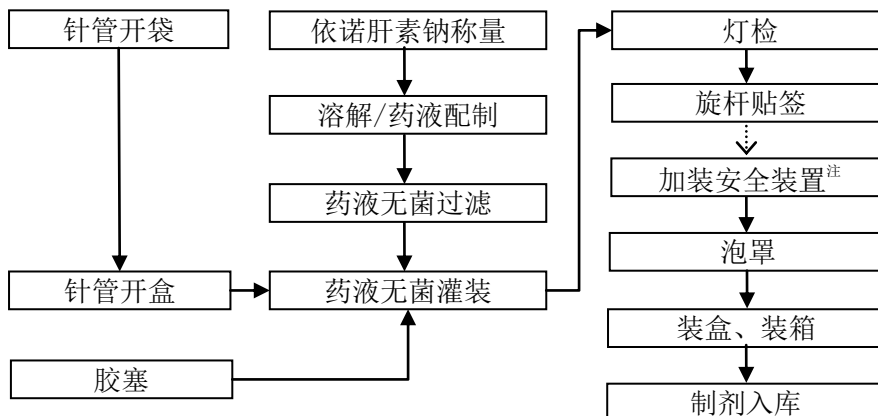 针管开袋
依诺肝素钠称量
灯检
溶解/药液配制
旋杆贴签
药液无菌过滤
加装安全装置注
泡罩
针管开盒
药液无菌灌装
装盒、装箱
胶塞
制剂入库